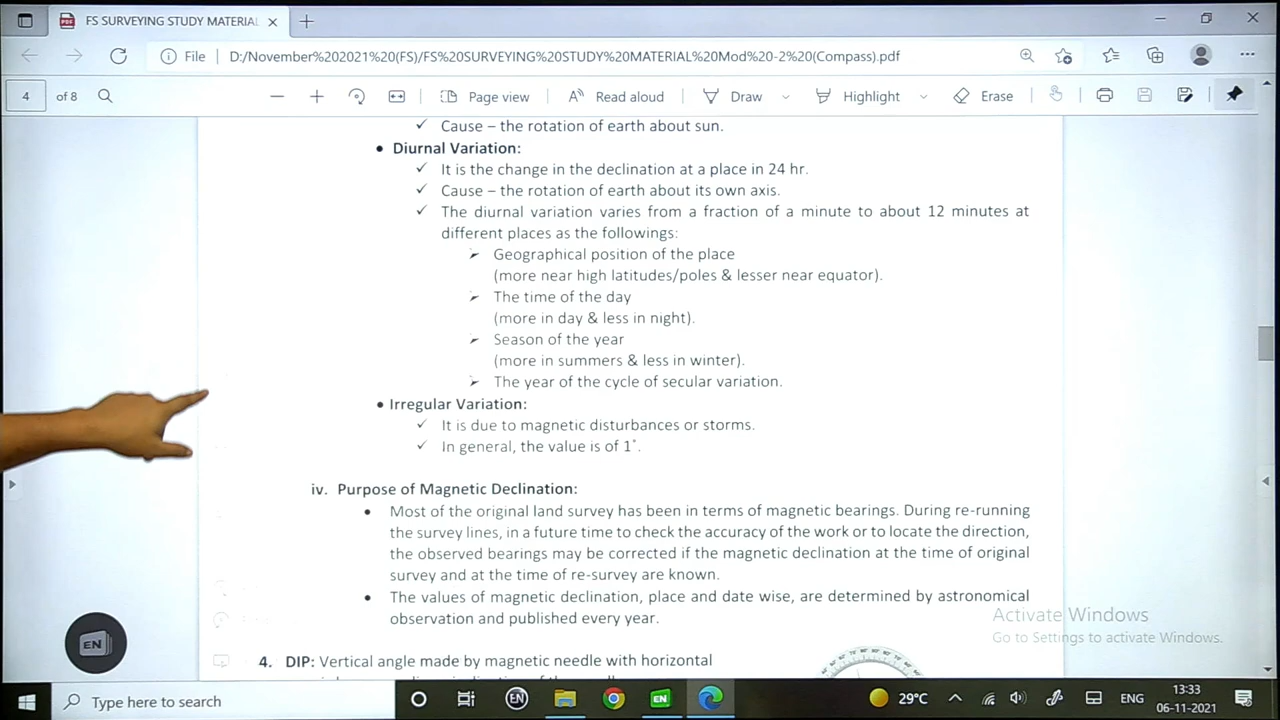 FS SURVEYING STUDY MATERIAL
File
D:/November%202021%20(FS)/FS%20SURVEYING%20STUDY%20MATERIAL%20Mod%20-2%20(Compass).pdf
4 of 8
Page view
Read aloud
Draw
Highlight
Erase
✓ Cause – the rotation of earth about sun.
• Diurnal Variation:
✓ It is the change in the declination at a place in 24 hr.
✓ Cause – the rotation of earth about its own axis.
✓ The diurnal variation varies from a fraction of a minute to about 12 minutes at
different places as the followings:
➢ Geographical position of the place
(more near high latitudes/poles & lesser near equator).
➢ The time of the day
(more in day & less in night).
➢ Season of the year
(more in summers & less in winter).
➢ The year of the cycle of secular variation.
• Irregular Variation:
✓ It is due to magnetic disturbances or storms.
✓ In general, the value is of 1°.
iv. Purpose of Magnetic Declination:
• Most of the original land survey has been in terms of magnetic bearings. During re-running
the survey lines, in a future time to check the accuracy of the work or to locate the direction,
the observed bearings may be corrected if the magnetic declination at the time of original
survey and at the time of re-survey are known.
• The values of magnetic declination, place and date wise, are determined by astronomical
observation and published every year.
Activate Windows
Go to Settings to activate Windows.
EN
4. DIP: Vertical angle made by magnetic needle with horizontal
Type here to search
EN
EN
29°C
ENG
13:33
06-11-2021